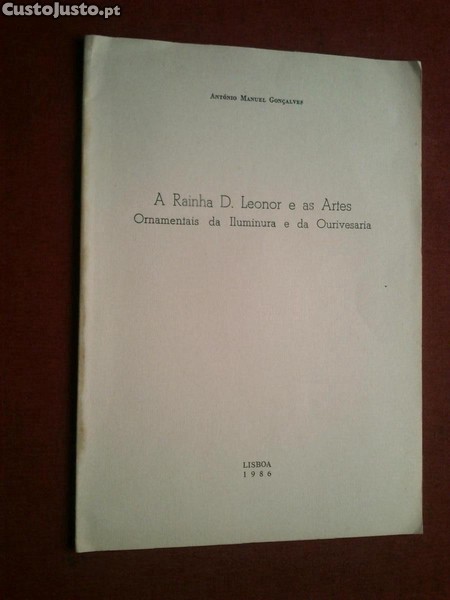 CustoJusto.pt
António Manuel Gonçalves
A Rainha D. Leonor e as Artes
Ornamentais da Iluminura e da Ourivesaria
LISBOA
1986